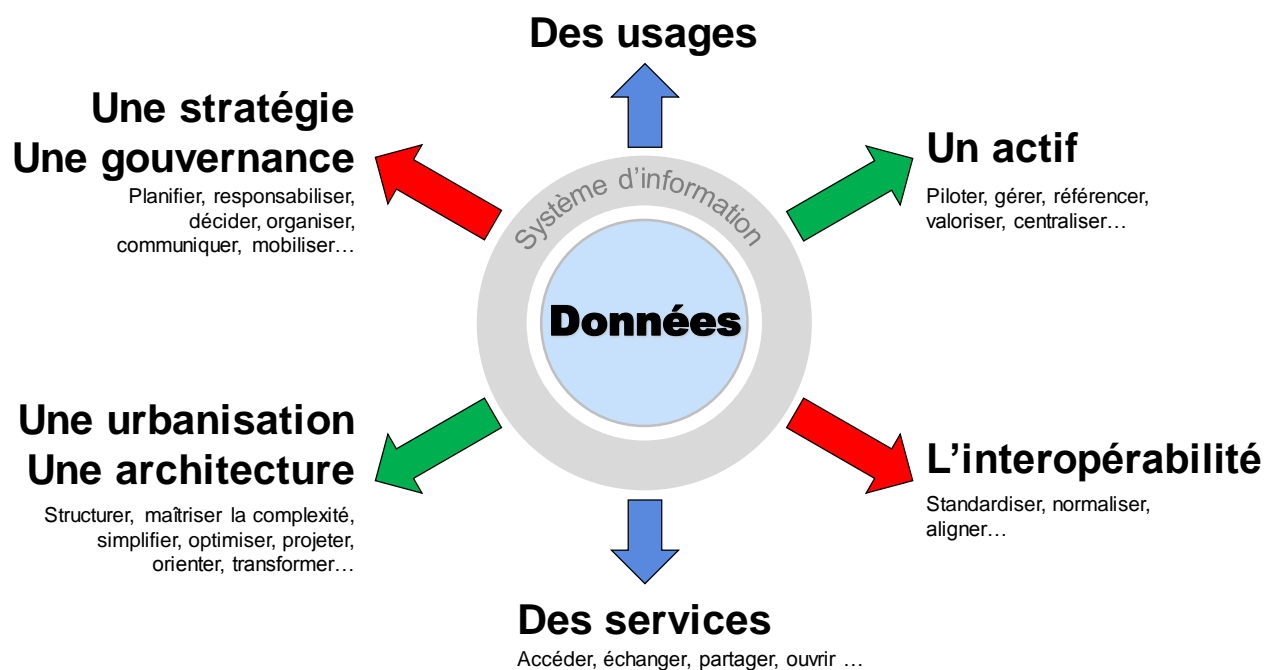 Des usages
Une stratégie
Une gouvernance
Planifier, responsabiliser,
décider, organiser,
communiquer, mobiliser…
Un actif
Piloter, gérer, référencer,
valoriser, centraliser…
Système d’information
Données
Une urbanisation
Une architecture
Structurer, maîtriser la complexité,
simplifier, optimiser, projeter,
orienter, transformer…
L’interopérabilité
Standardiser, normaliser,
aligner…
Des services
Accéder, échanger, partager, ouvrir …